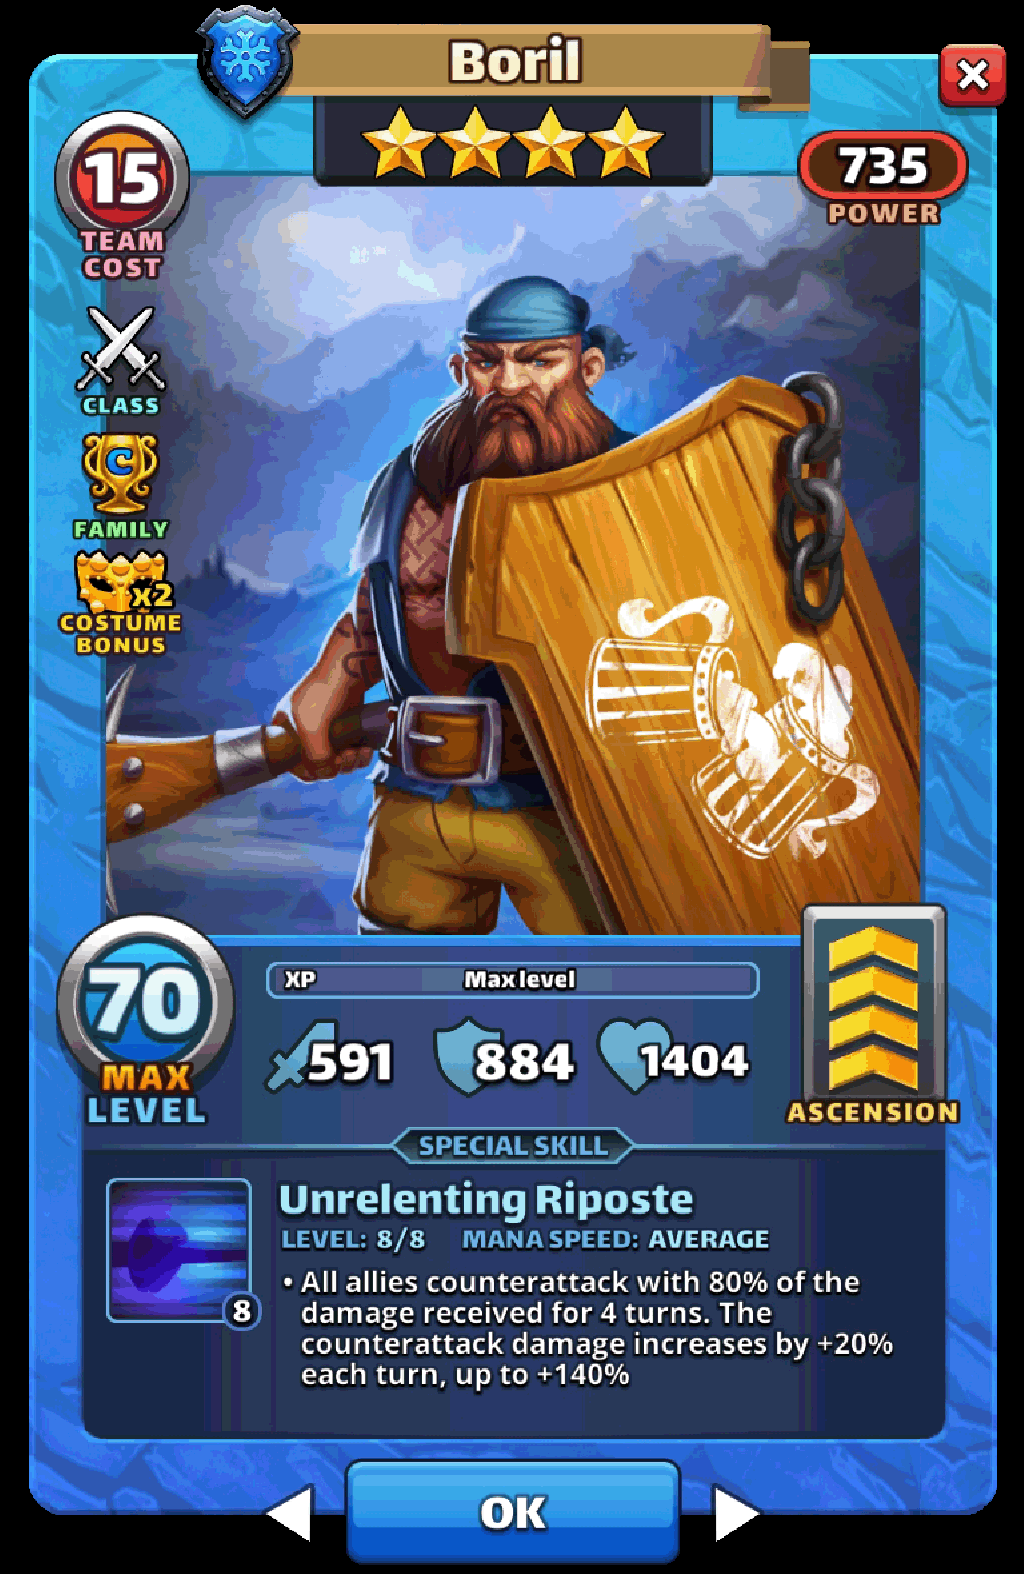 Boril
15
TEAM
COST
735
POWER
CLASS
C
FAMILY
x2
COSTUME
BONUS
70
MAX
LEVEL
XP Max level
591 884 1404
ASCENSION
SPECIAL SKILL
8
Unrelenting Riposte
LEVEL: 8/8 MANA SPEED: AVERAGE
• All allies counterattack with 80% of the
damage received for 4 turns. The
counterattack damage increases by +20%
each turn, up to +140%
OK